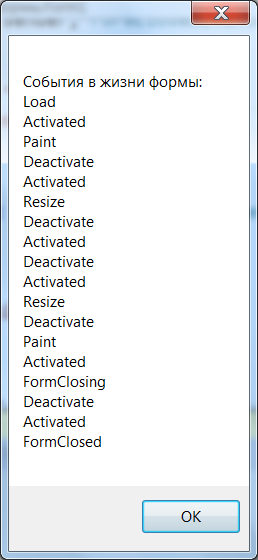 События в жизни формы:
Load
Activated
Paint
Deactivate
Activated
Resize
Deactivate
Activated
Deactivate
Activated
Resize
Deactivate
Paint
Activated
FormClosing
Deactivate
Activated
FormClosed
OK